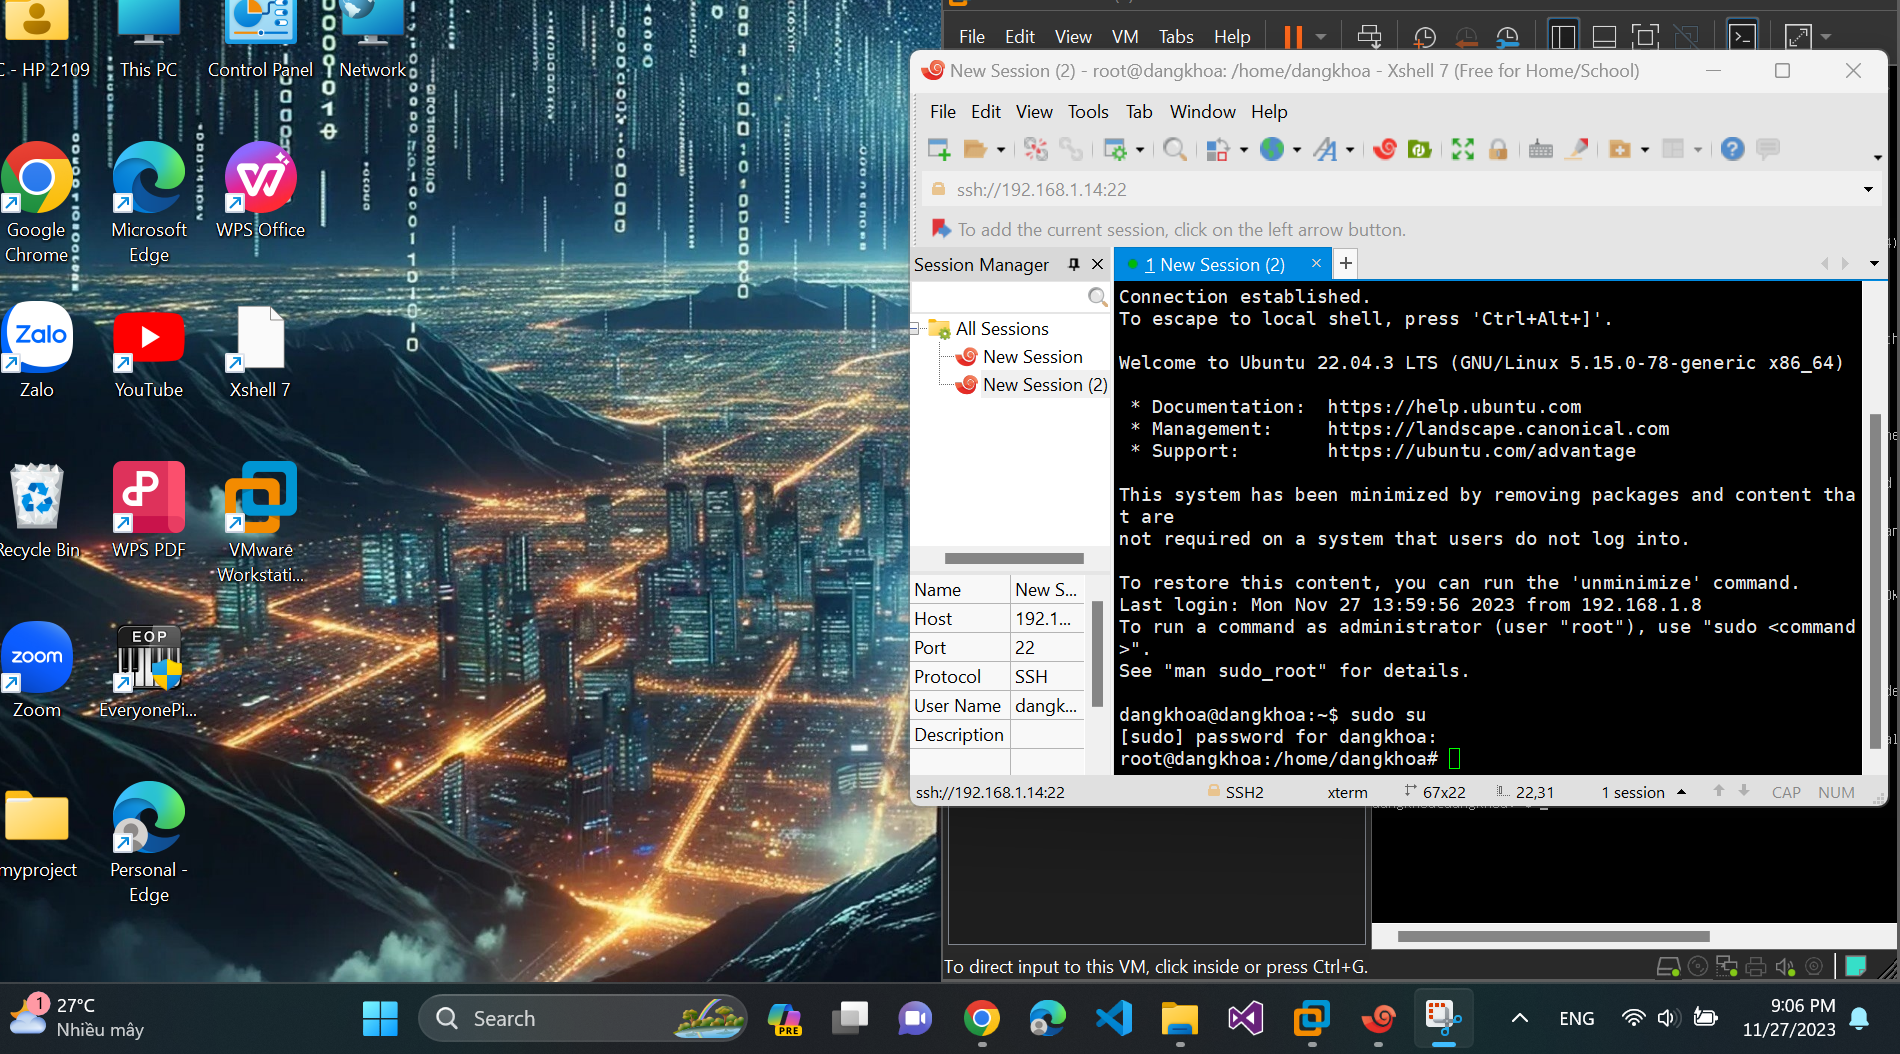 C - HP 2109
This PC
Control Panel
Network
Google
Chrome
Microsoft
Edge
WPS Office
Zalo
Zalo
YouTube
Xshell 7
Recycle Bin
WPS PDF
VMware
Workstati...
zoom
Zoom
EOP
EveryonePi...
myproject
Personal -
Edge
File Edit View VM Tabs Help
New Session (2) - root@dangkhoa: /home/dangkhoa - Xshell 7 (Free for Home/School)
File Edit View Tools Tab Window Help
ssh://192.168.1.14:22
To add the current session, click on the left arrow button.
Session Manager
1 New Session (2)
All Sessions
New Session
New Session (2)
Name New S...
Host 192.1...
Port 22
Protocol SSH
User Name dangk...
Description
Connection established.
To escape to local shell, press 'Ctrl+Alt+]'.
Welcome to Ubuntu 22.04.3 LTS (GNU/Linux 5.15.0-78-generic x86_64)
* Documentation: https://help.ubuntu.com
* Management: https://landscape.canonical.com
* Support: https://ubuntu.com/advantage
This system has been minimized by removing packages and content tha
t are
not required on a system that users do not log into.
To restore this content, you can run the 'unminimize' command.
Last login: Mon Nov 27 13:59:56 2023 from 192.168.1.8
To run a command as administrator (user "root"), use "sudo <command
>".
See "man sudo_root" for details.
dangkhoa@dangkhoa:~$ sudo su
[sudo] password for dangkhoa:
root@dangkhoa:/home/dangkhoa#
ssh://192.168.1.14:22 SSH2 xterm 67x22 22,31 1 session CAP NUM
To direct input to this VM, click inside or press Ctrl+G.
1
27°C
Nhiều mây
Search
PRE
ENG
9:06 PM
11/27/2023